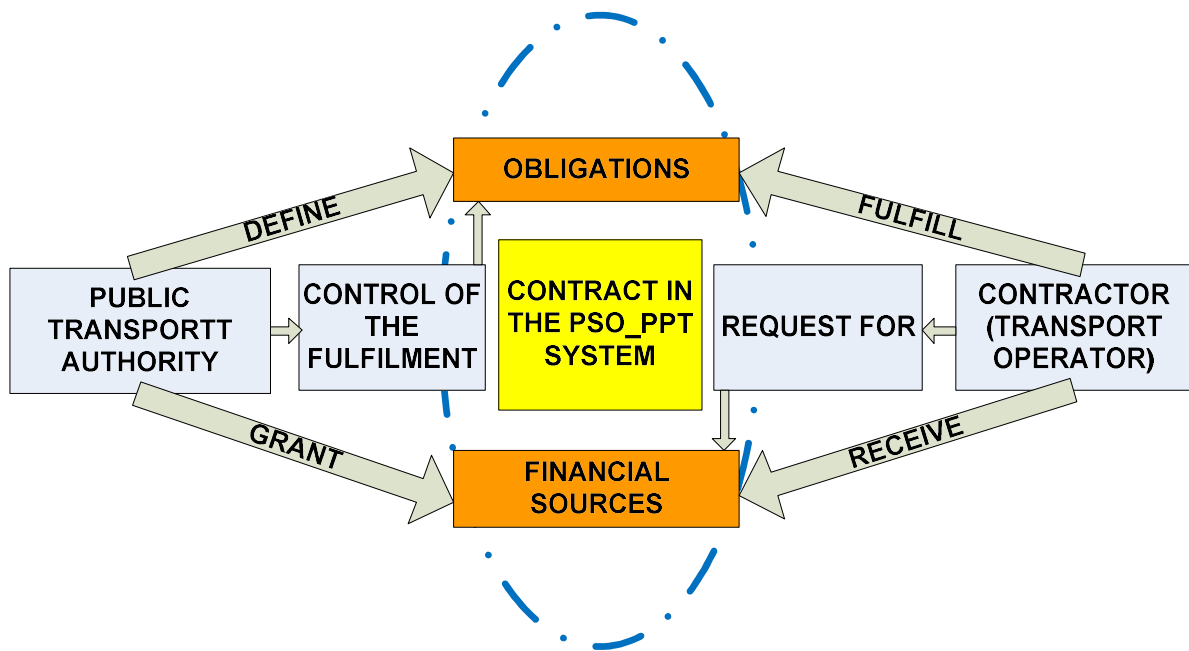 OBLIGATIONS
DEFINE
FULFILL
PUBLIC
TRANSPORTT
AUTHORITY
CONTROL OF
THE
FULFILMENT
CONTRACT IN
THE PSO_PPT
SYSTEM
REQUEST FOR
CONTRACTOR
(TRANSPORT
OPERATOR)
GRANT
RECEIVE
FINANCIAL
SOURCES